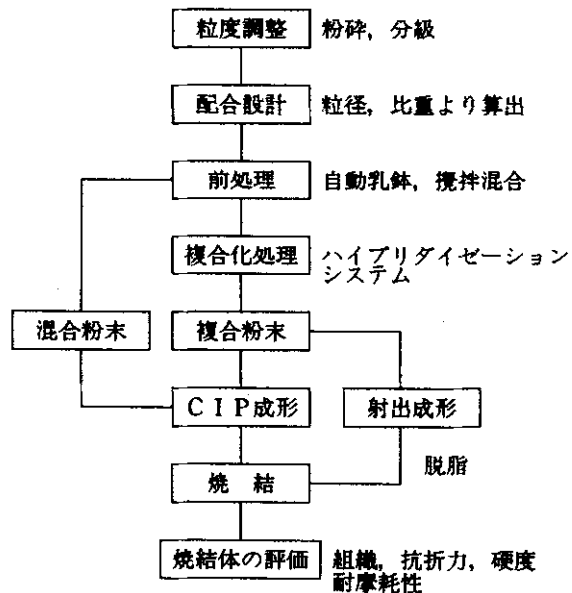 粒度調整 粉砕，分級
配合設計 粒径，比重より算出
前処理 自動乳鉢，攪拌混合
複合化処理 ハイブリダイゼーション
システム
混合粉末 複合粉末
ＣＩＰ成形 射出成形
脱脂
焼 結
焼結体の評価 組織，抗折力，硬度
耐摩耗性